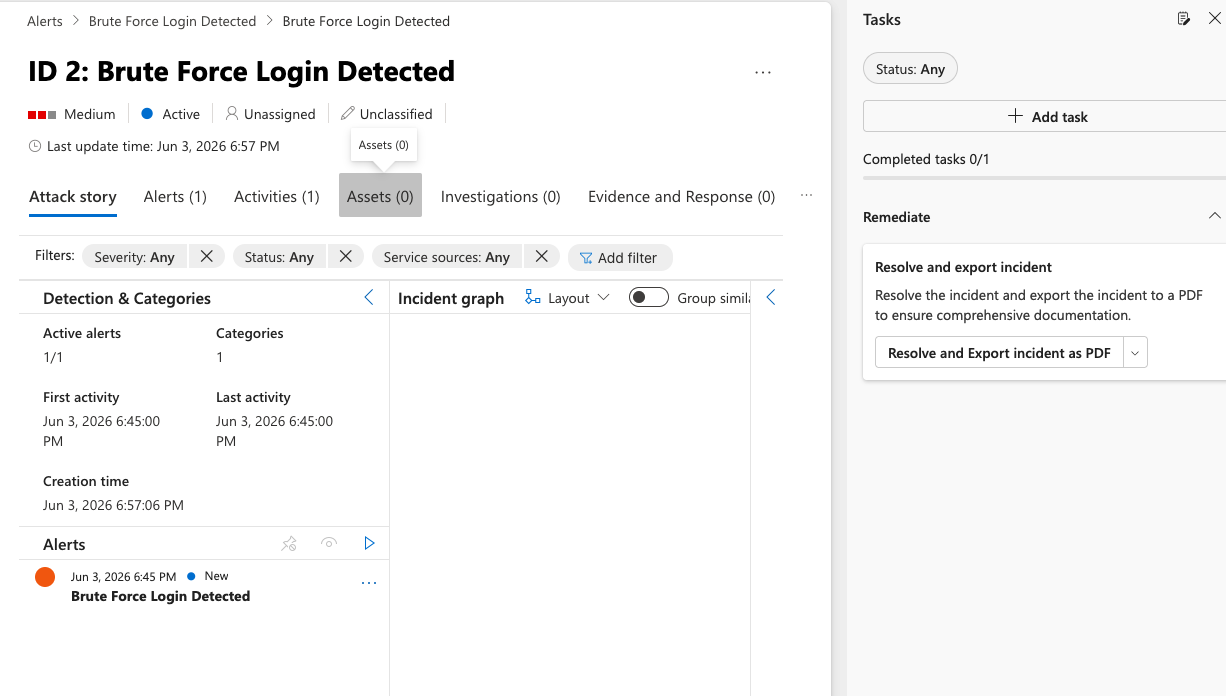 Alerts > Brute Force Login Detected > Brute Force Login Detected
ID 2: Brute Force Login Detected
...
Medium
Active
Unassigned
Unclassified
Last update time: Jun 3, 2026 6:57 PM
Assets (0)
Attack story
Alerts (1)
Activities (1)
Assets (0)
Investigations (0)
Evidence and Response (0)
...
Filters:
Severity: Any
Status: Any
Service sources: Any
Add filter
Detection & Categories
Active alerts
1/1
Categories
1
First activity
Jun 3, 2026 6:45:00
PM
Last activity
Jun 3, 2026 6:45:00
PM
Creation time
Jun 3, 2026 6:57:06 PM
Alerts
Jun 3, 2026 6:45 PM
New
Brute Force Login Detected
...
Incident graph
Layout
Group simila
Tasks
Status: Any
Add task
Completed tasks 0/1
Remediate
Resolve and export incident
Resolve the incident and export the incident to a PDF
to ensure comprehensive documentation.
Resolve and Export incident as PDF